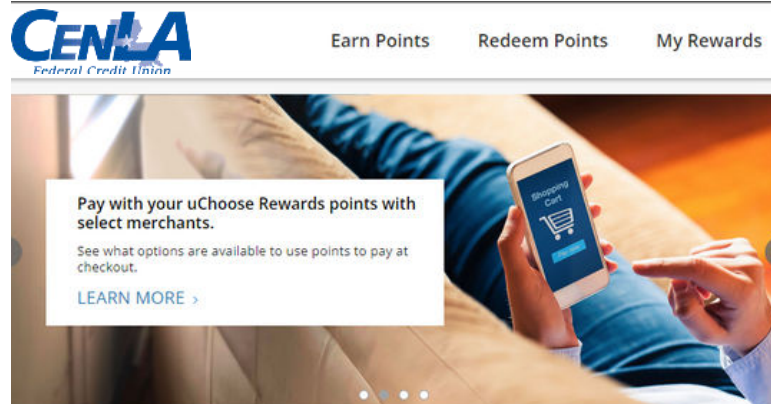 CENLA
Federal Credit Union
Earn Points Redeem Points My Rewards
Pay with your uChoose Rewards points with
select merchants.
See what options are available to use points to pay at
checkout.
LEARN MORE >
Shopping
Cart